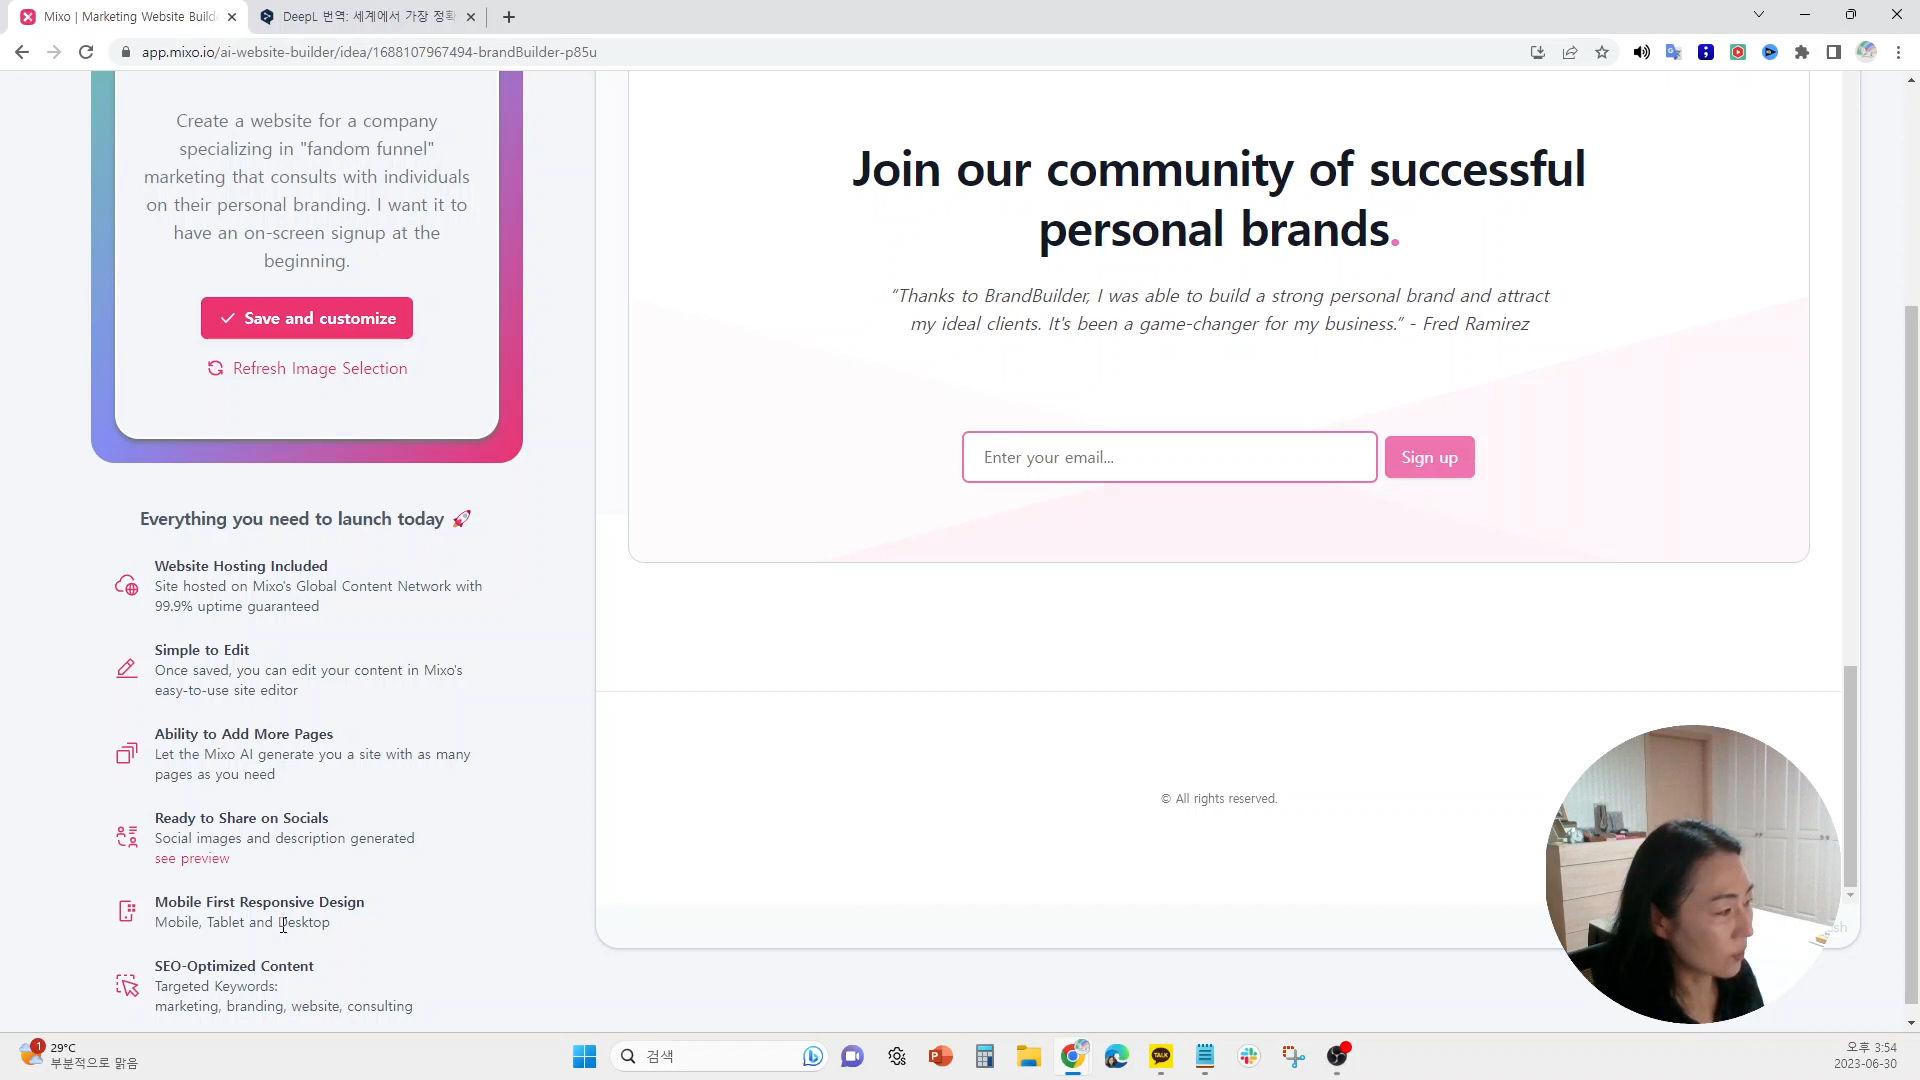 Mixo | Marketing Website Build
DeepL 번역: 세계에서 가장 정확
app.mixo.io/ai-website-builder/idea/1688107967494-brandBuilder-p85u
Create a website for a company
specializing in "fandom funnel"
marketing that consults with individuals
on their personal branding. I want it to
have an on-screen signup at the
beginning.
Save and customize
Refresh Image Selection
Everything you need to launch today 🚀
Website Hosting Included
Site hosted on Mixo's Global Content Network with
99.9% uptime guaranteed
Simple to Edit
Once saved, you can edit your content in Mixo's
easy-to-use site editor
Ability to Add More Pages
Let the Mixo AI generate you a site with as many
pages as you need
Ready to Share on Socials
Social images and description generated
see preview
Mobile First Responsive Design
Mobile, Tablet and Desktop
SEO-Optimized Content
Targeted Keywords:
marketing, branding, website, consulting
Join our community of successful
personal brands.
“Thanks to BrandBuilder, I was able to build a strong personal brand and attract
my ideal clients. It's been a game-changer for my business.” - Fred Ramirez
Enter your email...
Sign up
© All rights reserved.
1
29°C
부분적으로 맑음
검색
TALK
오후 3:54
2023-06-30